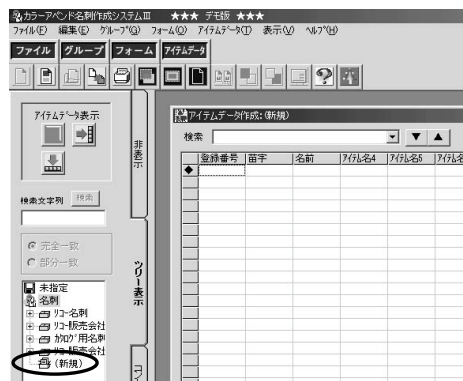 カラーアペンド名刺作成システムⅢ ★★★ デモ版 ★★★
ファイル(F) 編集(E) グループ(G) フォーム(O) アイテムデータ(T) 表示(V) ヘルプ(H)
ファイル グループ フォーム アイテムデータ
アイテムデータ表示
非表示
アイテムデータ作成:(新規)
検索
登録番号 苗字 名前 アイテム名4 アイテム名5 アイテム名
検索文字列 検索
完全一致
部分一致
ツリー表示
未指定
名刺
リコー名刺
リコー販売会社
カタログ用名刺
リコー販売会社
(新規)